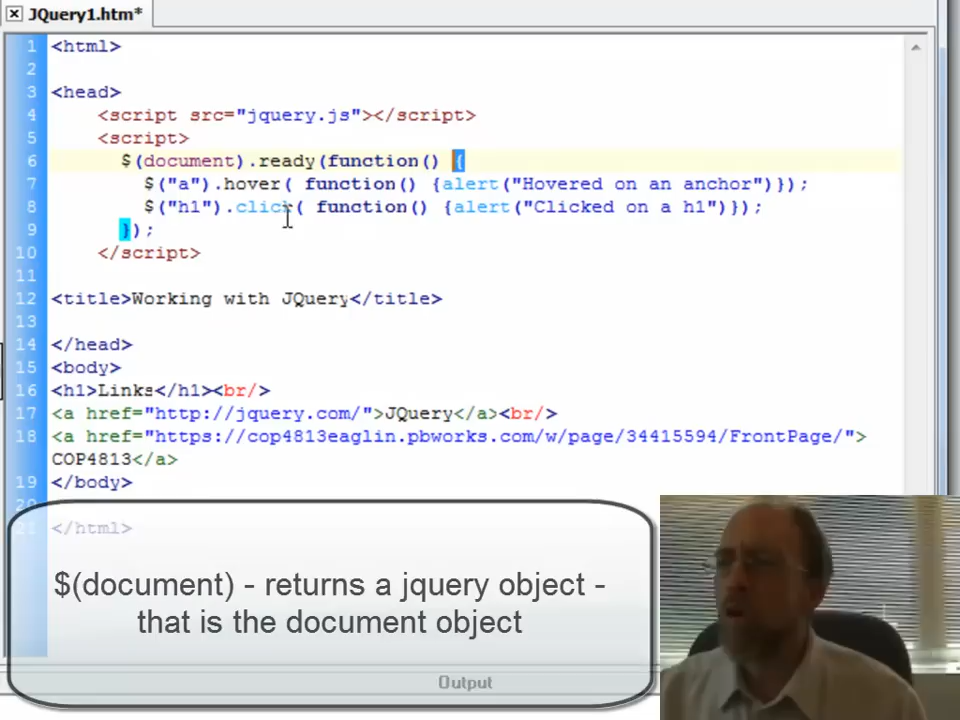 JQuery1.htm*
1 <html>
2
3 <head>
4 <script src="jquery.js"></script>
5 <script>
6 $(document).ready(function() {
7 $("a").hover( function() {alert("Hovered on an anchor")});
8 $("h1").click( function() {alert("Clicked on a h1")});
9 });
10 </script>
11
12 <title>Working with JQuery</title>
13
14 </head>
15 <body>
16 <h1>Links</h1><br/>
17 <a href="http://jquery.com/">JQuery</a><br/>
18 <a href="https://cop4813eaglin.pbworks.com/w/page/34415594/FrontPage/">
COP4813</a>
19 </body>
20
21 </html>
$(document) - returns a jquery object -
that is the document object
Output